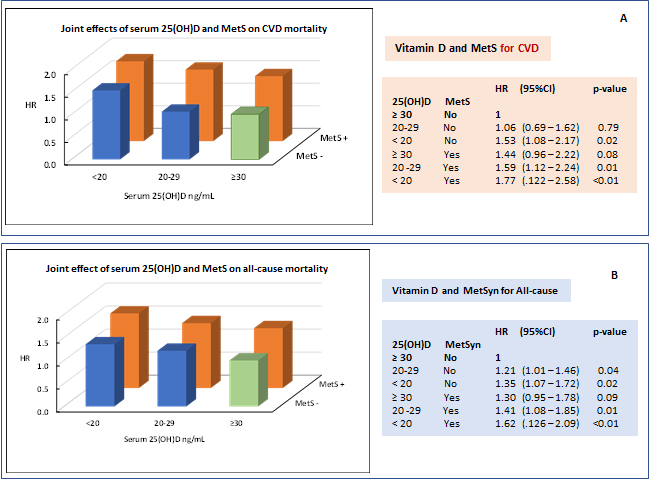 A
Joint effects of serum 25(OH)D and MetS on CVD mortality
2.0
1.5
1.0
0.5
0.0
HR
MetS +
MetS -
<20
20-29
≥30
Serum 25(OH)D ng/mL
Vitamin D and MetS for CVD
HR (95%CI) p-value
25(OH)D MetS
≥ 30 No 1
20-29 No 1.06 (0.69 – 1.62) 0.79
< 20 No 1.53 (1.08 – 2.17) 0.02
≥ 30 Yes 1.44 (0.96 – 2.22) 0.08
20 -29 Yes 1.59 (1.12 – 2.24) 0.01
< 20 Yes 1.77 (.122 – 2.58) <0.01
B
Joint effect of serum 25(OH)D and MetS on all-cause mortality
2.0
1.5
1.0
0.5
0.0
HR
MetS +
MetS -
<20
20-29
≥30
Serum 25(OH)D ng/mL
Vitamin D and MetSyn for All-cause
HR (95%CI) p-value
25(OH)D MetSyn
≥ 30 No 1
20-29 No 1.21 (1.01 – 1.46) 0.04
< 20 No 1.35 (1.07 – 1.72) 0.02
≥ 30 Yes 1.30 (0.95 – 1.78) 0.09
20 -29 Yes 1.41 (1.08 – 1.85) 0.01
< 20 Yes 1.62 (.126 – 2.09) <0.01